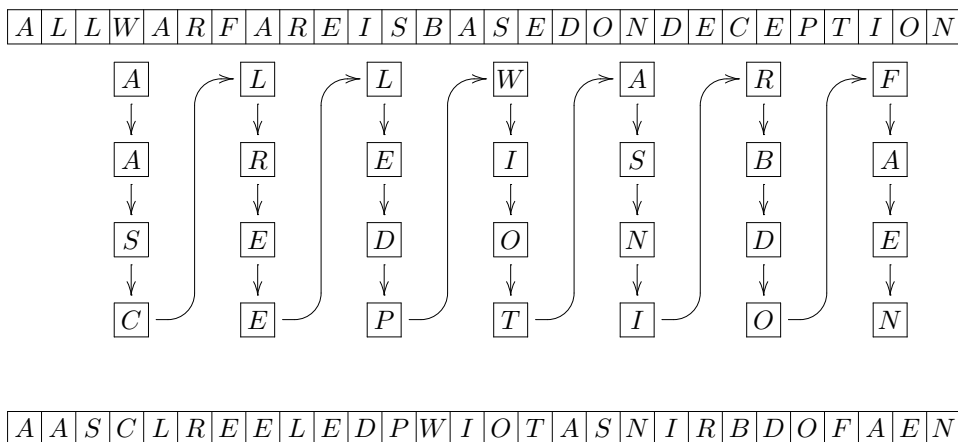 A L L W A R F A R E I S B A S E D O N D E C E P T I O N
A L L W A R F
A R E I S B A
S E D O N D E
C E P T I O N
A A S C L R E E L E D P W I O T A S N I R B D O F A E N